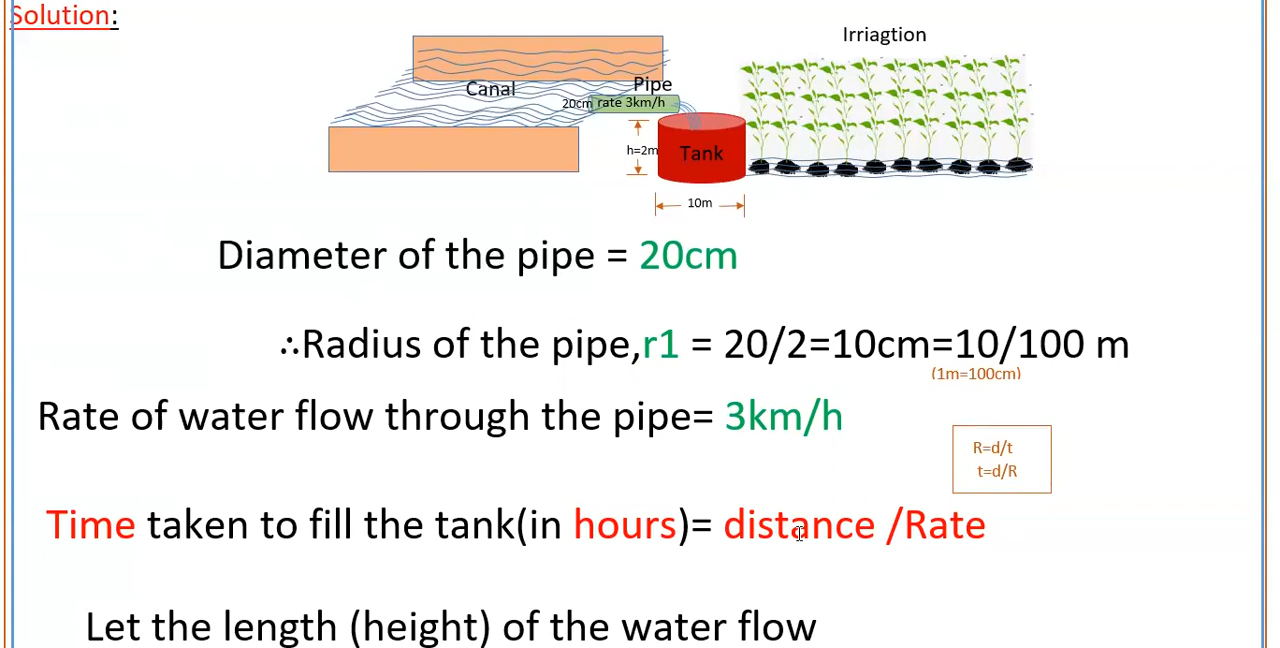 Solution:
Irriagtion
Pipe
Canal
20cm rate 3km/h
h=2m
Tank
10m
Diameter of the pipe = 20cm
∴Radius of the pipe,r1 = 20/2=10cm=10/100 m
(1m=100cm)
Rate of water flow through the pipe= 3km/h
R=d/t
t=d/R
Time taken to fill the tank(in hours)= distance /Rate
Let the length (height) of the water flow